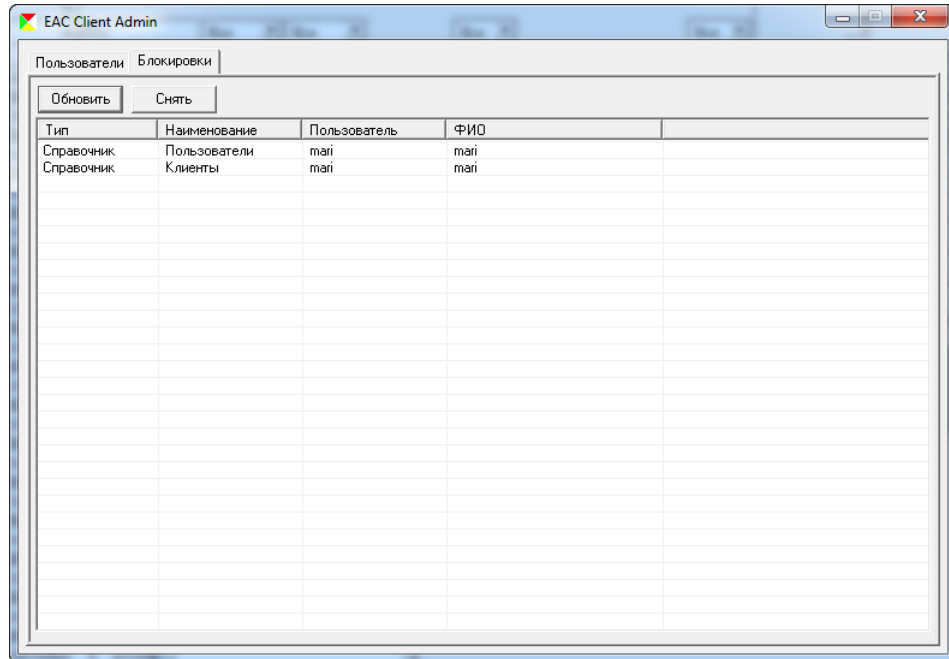 EAC Client Admin
Пользователи Блокировки
Обновить Снять
Тип Наименование Пользователь ФИО
Справочник Пользователи mari mari
Справочник Клиенты mari mari